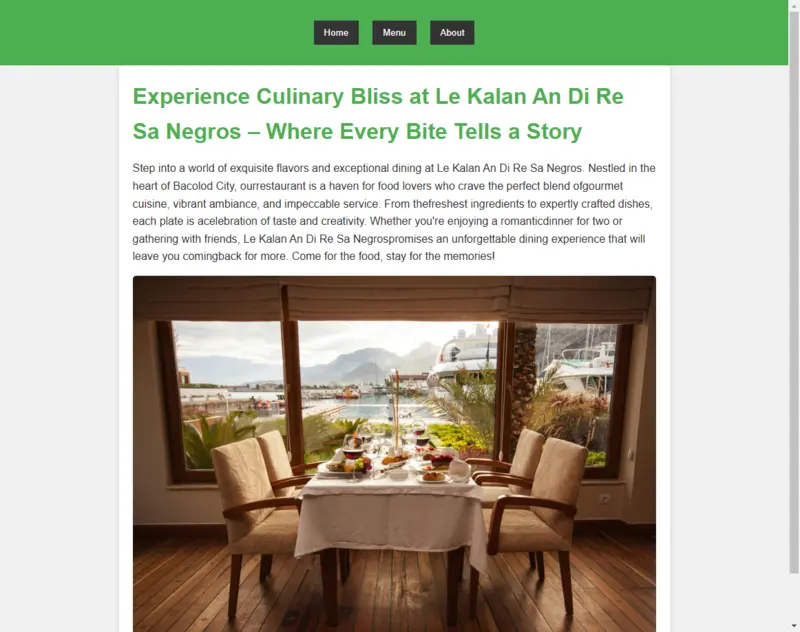 Home Menu About
Experience Culinary Bliss at Le Kalan An Di Re
Sa Negros – Where Every Bite Tells a Story
Step into a world of exquisite flavors and exceptional dining at Le Kalan An Di Re Sa Negros. Nestled in the
heart of Bacolod City, ourrestaurant is a haven for food lovers who crave the perfect blend ofgourmet
cuisine, vibrant ambiance, and impeccable service. From thefreshest ingredients to expertly crafted dishes,
each plate is acelebration of taste and creativity. Whether you're enjoying a romanticdinner for two or
gathering with friends, Le Kalan An Di Re Sa Negrospromises an unforgettable dining experience that will
leave you comingback for more. Come for the food, stay for the memories!